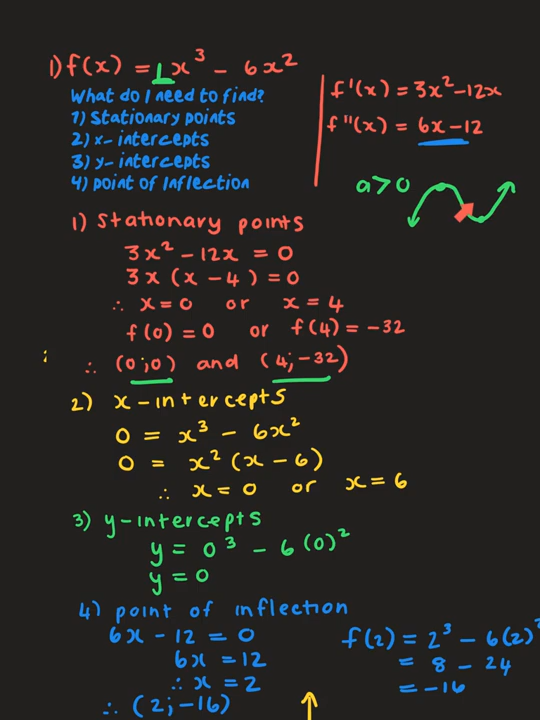 1) f(x) = 1x³ - 6x²
f'(x) = 3x² - 12x
f''(x) = 6x - 12
What do I need to find?
1) Stationary points
2) x-intercepts
3) y-intercepts
4) point of Inflection
a > 0
1) Stationary points
3x² - 12x = 0
3x (x - 4) = 0
∴ x = 0 or x = 4
f(0) = 0 or f(4) = -32
∴ (0;0) and (4;-32)
2) x-intercepts
0 = x³ - 6x²
0 = x² (x - 6)
∴ x = 0 or x = 6
3) y-intercepts
y = 0³ - 6(0)²
y = 0
4) point of inflection
6x - 12 = 0
6x = 12
∴ x = 2
∴ (2;-16)
f(2) = 2³ - 6(2)²
= 8 - 24
= -16